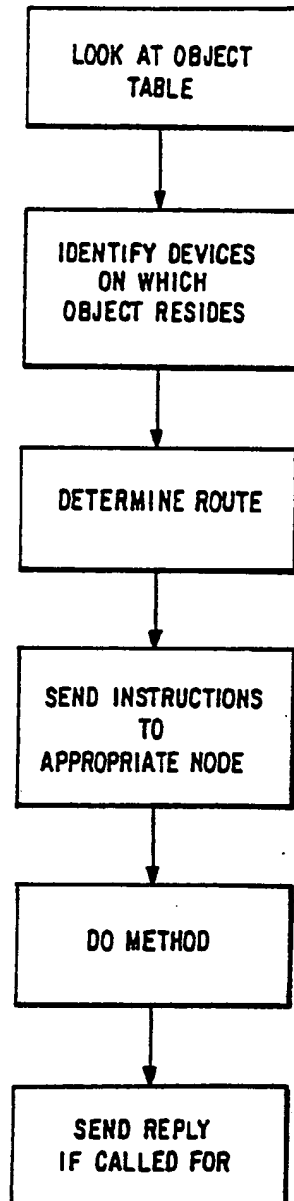 LOOK AT OBJECT
TABLE
IDENTIFY DEVICES
ON WHICH
OBJECT RESIDES
DETERMINE ROUTE
SEND INSTRUCTIONS
TO
APPROPRIATE NODE
DO METHOD
SEND REPLY
IF CALLED FOR